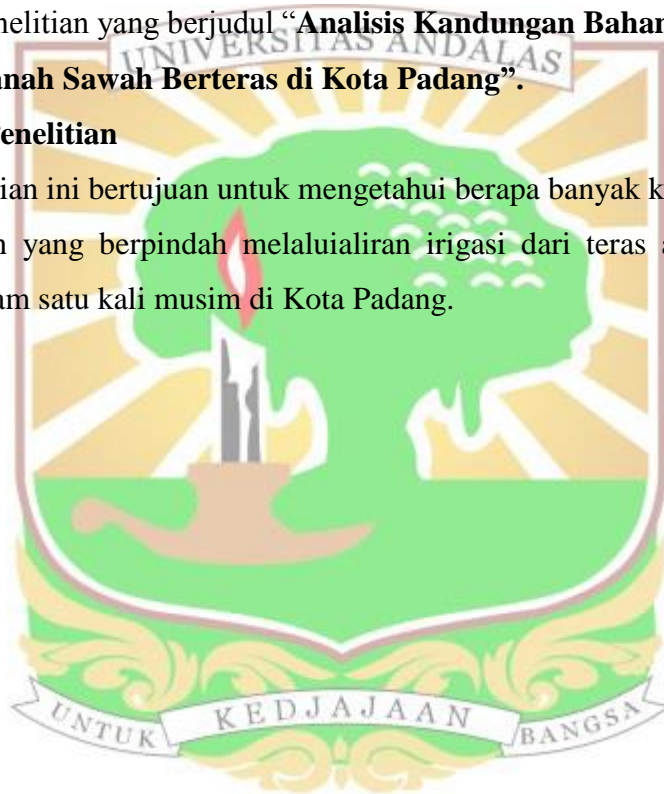 nelitian yang berjudul “Analisis Kandungan Bahan
UNIVERSITAS ANDALAS
anah Sawah Berteras di Kota Padang”.
Penelitian
ian ini bertujuan untuk mengetahui berapa banyak k
n yang berpindah melaluialiran irigasi dari teras a
am satu kali musim di Kota Padang.
UNTUK KEDJAJAAN BANGSA